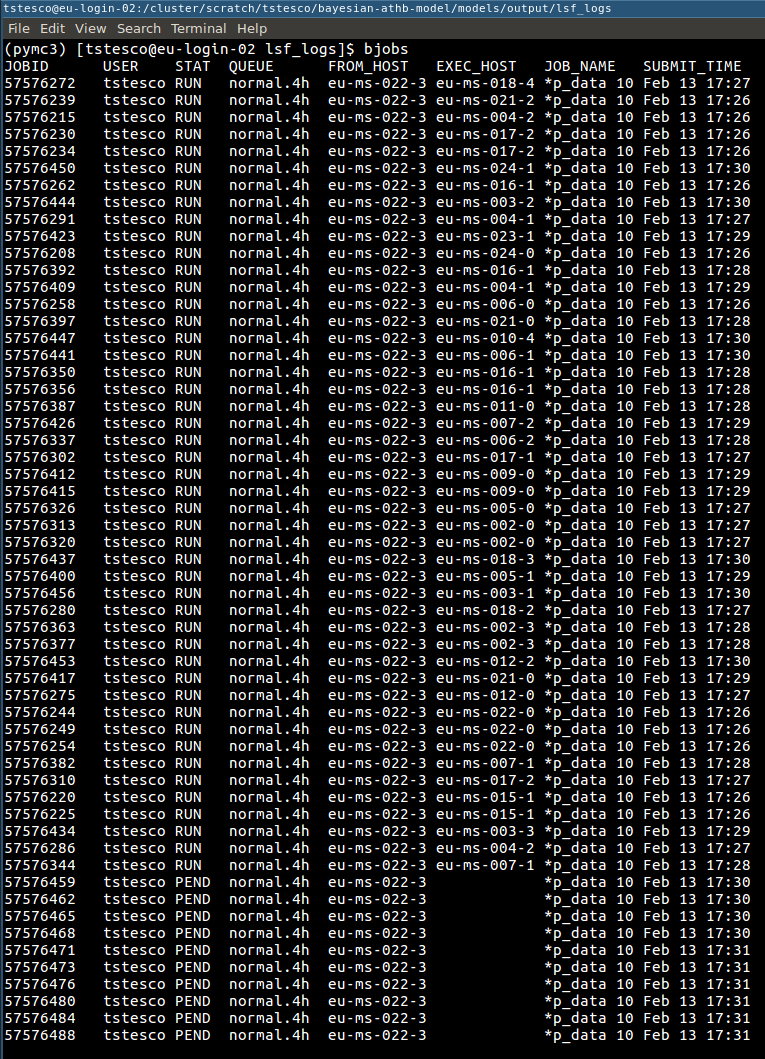 tstesco@eu-login-02:/cluster/scratch/tstesco/bayesian-athb-model/models/output/lsf_logs
File Edit View Search Terminal Help
(pymc3) [tstesco@eu-login-02 lsf_logs]$ bjobs
JOBID USER STAT QUEUE FROM_HOST EXEC_HOST JOB_NAME SUBMIT_TIME
57576272 tstesco RUN normal.4h eu-ms-022-3 eu-ms-018-4 *p_data 10 Feb 13 17:27
57576239 tstesco RUN normal.4h eu-ms-022-3 eu-ms-021-2 *p_data 10 Feb 13 17:26
57576215 tstesco RUN normal.4h eu-ms-022-3 eu-ms-004-2 *p_data 10 Feb 13 17:26
57576230 tstesco RUN normal.4h eu-ms-022-3 eu-ms-017-2 *p_data 10 Feb 13 17:26
57576234 tstesco RUN normal.4h eu-ms-022-3 eu-ms-017-2 *p_data 10 Feb 13 17:26
57576450 tstesco RUN normal.4h eu-ms-022-3 eu-ms-024-1 *p_data 10 Feb 13 17:30
57576262 tstesco RUN normal.4h eu-ms-022-3 eu-ms-016-1 *p_data 10 Feb 13 17:26
57576444 tstesco RUN normal.4h eu-ms-022-3 eu-ms-003-2 *p_data 10 Feb 13 17:30
57576291 tstesco RUN normal.4h eu-ms-022-3 eu-ms-004-1 *p_data 10 Feb 13 17:27
57576423 tstesco RUN normal.4h eu-ms-022-3 eu-ms-023-1 *p_data 10 Feb 13 17:29
57576208 tstesco RUN normal.4h eu-ms-022-3 eu-ms-024-0 *p_data 10 Feb 13 17:26
57576392 tstesco RUN normal.4h eu-ms-022-3 eu-ms-016-1 *p_data 10 Feb 13 17:28
57576409 tstesco RUN normal.4h eu-ms-022-3 eu-ms-004-1 *p_data 10 Feb 13 17:29
57576258 tstesco RUN normal.4h eu-ms-022-3 eu-ms-006-0 *p_data 10 Feb 13 17:26
57576397 tstesco RUN normal.4h eu-ms-022-3 eu-ms-021-0 *p_data 10 Feb 13 17:28
57576447 tstesco RUN normal.4h eu-ms-022-3 eu-ms-010-4 *p_data 10 Feb 13 17:30
57576441 tstesco RUN normal.4h eu-ms-022-3 eu-ms-006-1 *p_data 10 Feb 13 17:30
57576350 tstesco RUN normal.4h eu-ms-022-3 eu-ms-016-1 *p_data 10 Feb 13 17:28
57576356 tstesco RUN normal.4h eu-ms-022-3 eu-ms-016-1 *p_data 10 Feb 13 17:28
57576387 tstesco RUN normal.4h eu-ms-022-3 eu-ms-011-0 *p_data 10 Feb 13 17:28
57576426 tstesco RUN normal.4h eu-ms-022-3 eu-ms-007-2 *p_data 10 Feb 13 17:29
57576337 tstesco RUN normal.4h eu-ms-022-3 eu-ms-006-2 *p_data 10 Feb 13 17:28
57576302 tstesco RUN normal.4h eu-ms-022-3 eu-ms-017-1 *p_data 10 Feb 13 17:27
57576412 tstesco RUN normal.4h eu-ms-022-3 eu-ms-009-0 *p_data 10 Feb 13 17:29
57576415 tstesco RUN normal.4h eu-ms-022-3 eu-ms-009-0 *p_data 10 Feb 13 17:29
57576326 tstesco RUN normal.4h eu-ms-022-3 eu-ms-005-0 *p_data 10 Feb 13 17:27
57576313 tstesco RUN normal.4h eu-ms-022-3 eu-ms-002-0 *p_data 10 Feb 13 17:27
57576320 tstesco RUN normal.4h eu-ms-022-3 eu-ms-002-0 *p_data 10 Feb 13 17:27
57576437 tstesco RUN normal.4h eu-ms-022-3 eu-ms-018-3 *p_data 10 Feb 13 17:30
57576400 tstesco RUN normal.4h eu-ms-022-3 eu-ms-005-1 *p_data 10 Feb 13 17:29
57576456 tstesco RUN normal.4h eu-ms-022-3 eu-ms-003-1 *p_data 10 Feb 13 17:30
57576280 tstesco RUN normal.4h eu-ms-022-3 eu-ms-018-2 *p_data 10 Feb 13 17:27
57576363 tstesco RUN normal.4h eu-ms-022-3 eu-ms-002-3 *p_data 10 Feb 13 17:28
57576377 tstesco RUN normal.4h eu-ms-022-3 eu-ms-002-3 *p_data 10 Feb 13 17:28
57576453 tstesco RUN normal.4h eu-ms-022-3 eu-ms-012-2 *p_data 10 Feb 13 17:30
57576417 tstesco RUN normal.4h eu-ms-022-3 eu-ms-021-0 *p_data 10 Feb 13 17:29
57576275 tstesco RUN normal.4h eu-ms-022-3 eu-ms-012-0 *p_data 10 Feb 13 17:27
57576244 tstesco RUN normal.4h eu-ms-022-3 eu-ms-022-0 *p_data 10 Feb 13 17:26
57576249 tstesco RUN normal.4h eu-ms-022-3 eu-ms-022-0 *p_data 10 Feb 13 17:26
57576254 tstesco RUN normal.4h eu-ms-022-3 eu-ms-022-0 *p_data 10 Feb 13 17:26
57576382 tstesco RUN normal.4h eu-ms-022-3 eu-ms-007-1 *p_data 10 Feb 13 17:28
57576310 tstesco RUN normal.4h eu-ms-022-3 eu-ms-017-2 *p_data 10 Feb 13 17:27
57576220 tstesco RUN normal.4h eu-ms-022-3 eu-ms-015-1 *p_data 10 Feb 13 17:26
57576225 tstesco RUN normal.4h eu-ms-022-3 eu-ms-015-1 *p_data 10 Feb 13 17:26
57576434 tstesco RUN normal.4h eu-ms-022-3 eu-ms-003-3 *p_data 10 Feb 13 17:29
57576286 tstesco RUN normal.4h eu-ms-022-3 eu-ms-004-2 *p_data 10 Feb 13 17:27
57576344 tstesco RUN normal.4h eu-ms-022-3 eu-ms-007-1 *p_data 10 Feb 13 17:28
57576459 tstesco PEND normal.4h eu-ms-022-3 *p_data 10 Feb 13 17:30
57576462 tstesco PEND normal.4h eu-ms-022-3 *p_data 10 Feb 13 17:30
57576465 tstesco PEND normal.4h eu-ms-022-3 *p_data 10 Feb 13 17:30
57576468 tstesco PEND normal.4h eu-ms-022-3 *p_data 10 Feb 13 17:30
57576471 tstesco PEND normal.4h eu-ms-022-3 *p_data 10 Feb 13 17:31
57576473 tstesco PEND normal.4h eu-ms-022-3 *p_data 10 Feb 13 17:31
57576476 tstesco PEND normal.4h eu-ms-022-3 *p_data 10 Feb 13 17:31
57576480 tstesco PEND normal.4h eu-ms-022-3 *p_data 10 Feb 13 17:31
57576484 tstesco PEND normal.4h eu-ms-022-3 *p_data 10 Feb 13 17:31
57576488 tstesco PEND normal.4h eu-ms-022-3 *p_data 10 Feb 13 17:31